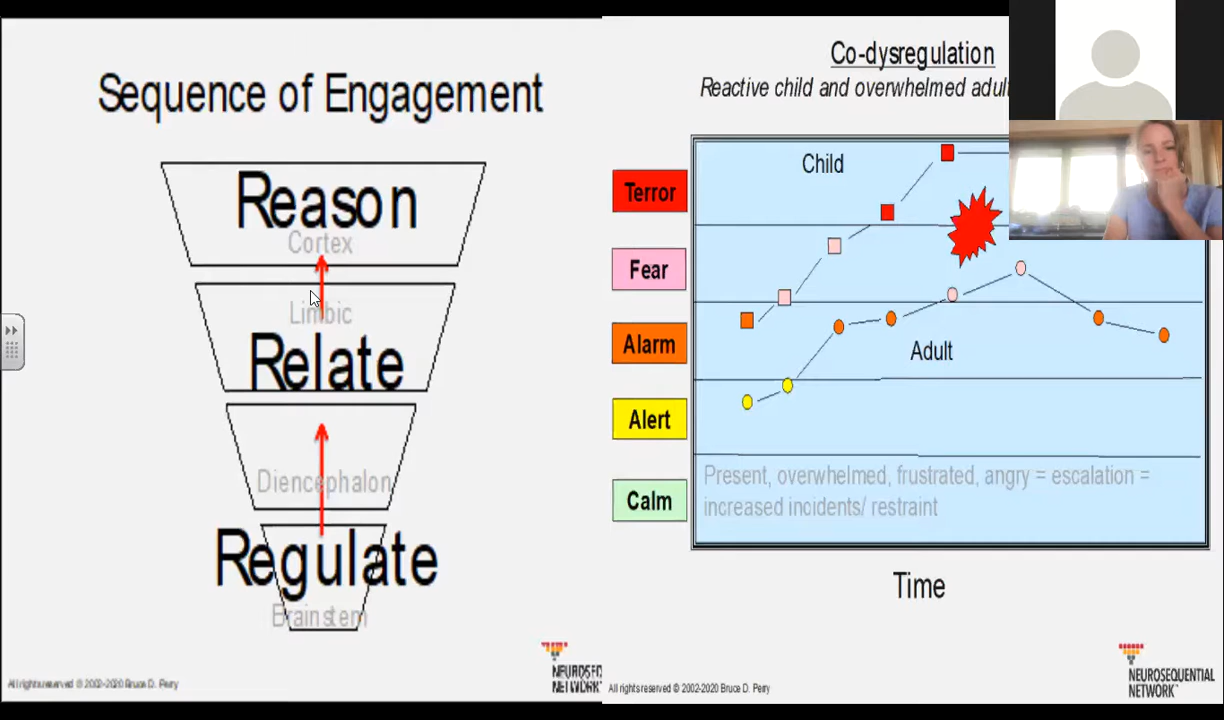 Sequence of Engagement
Reason
Cortex
Limbic
Relate
Diencephalon
Regulate
Brainstem
All rights reserved © 2002-2020 Bruce D. Perry
NEUROSEQ
NETWORK
Co-dysregulation
Reactive child and overwhelmed adult
Child
Terror
Fear
Alarm
Adult
Alert
Calm
Present, overwhelmed, frustrated, angry = escalation =
increased incidents/ restraint
Time
All rights reserved © 2002-2020 Bruce D. Perry
NEUROSEQUENTIAL
NETWORK